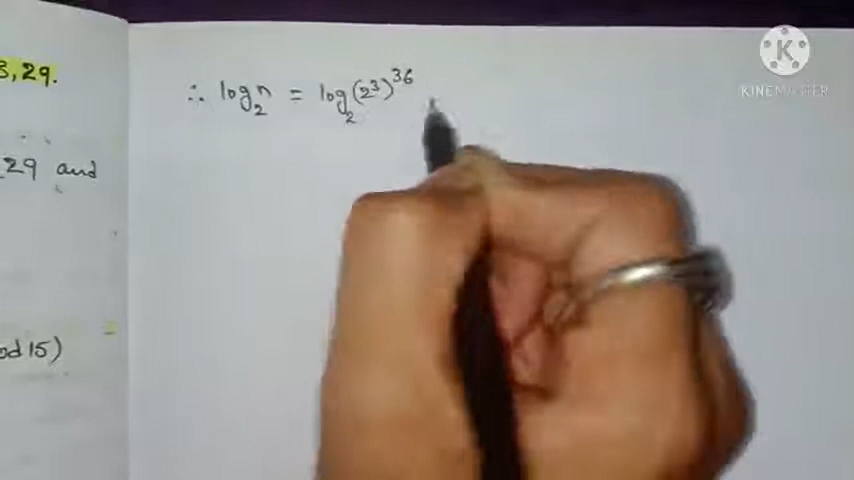 3,29.
∴ log₂n = log₂(2³)³⁶
K
KINEMASTER
,29 and
od 15)